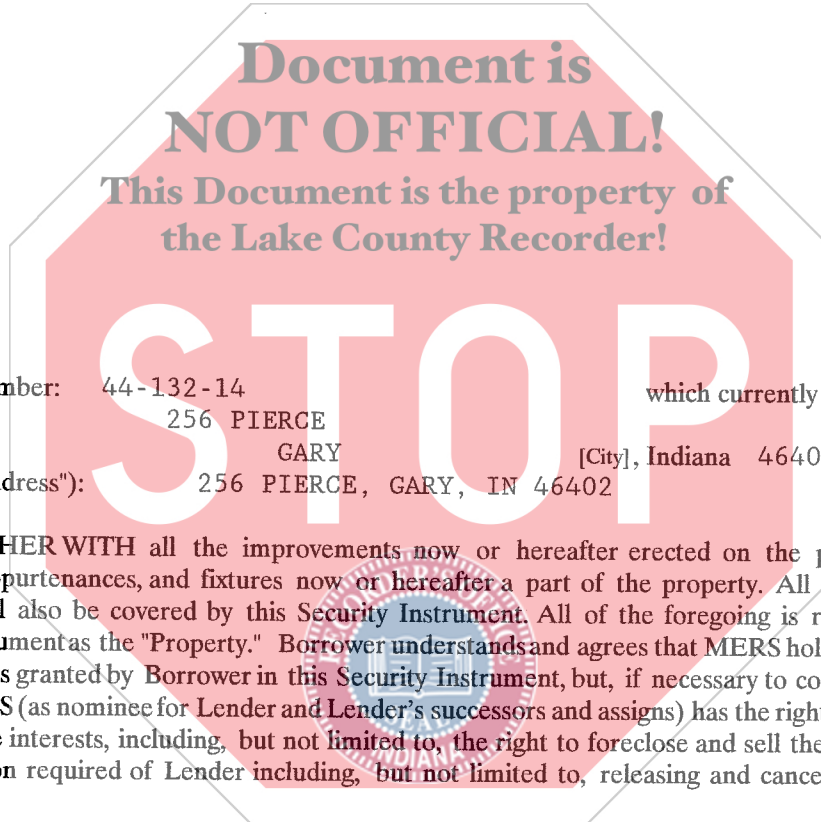 Document is
NOT OFFICIAL!
This Document is the property of
the Lake County Recorder!
STOP
mber: 44-132-14 which currently
256 PIERCE
GARY [City], Indiana 4640
dress"): 256 PIERCE, GARY, IN 46402
HER WITH all the improvements now or hereafter erected on the
purtenances, and fixtures now or hereafter a part of the property. All
also be covered by this Security Instrument. All of the foregoing is r
ument as the "Property." Borrower understands and agrees that MERS hol
s granted by Borrower in this Security Instrument, but, if necessary to co
S (as nominee for Lender and Lender's successors and assigns) has the right
e interests, including, but not limited to, the right to foreclose and sell the
n required of Lender including, but not limited to, releasing and cance
INDIANA